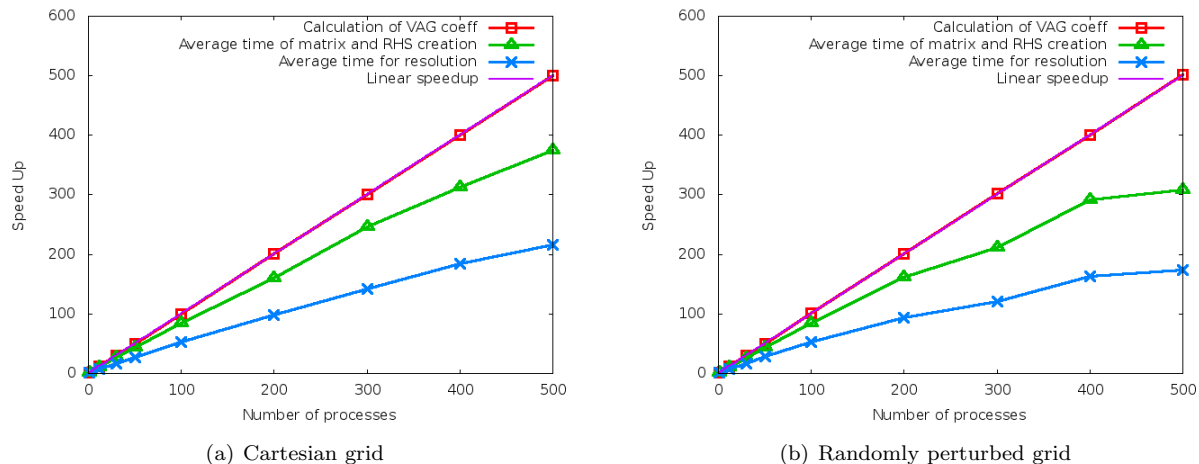 600
500
400
300
200
100
0
Speed Up
Calculation of VAG coeff
Average time of matrix and RHS creation
Average time for resolution
Linear speedup
0 100 200 300 400 500
Number of processes
(a) Cartesian grid
600
500
400
300
200
100
0
Speed Up
Calculation of VAG coeff
Average time of matrix and RHS creation
Average time for resolution
Linear speedup
0 100 200 300 400 500
Number of processes
(b) Randomly perturbed grid